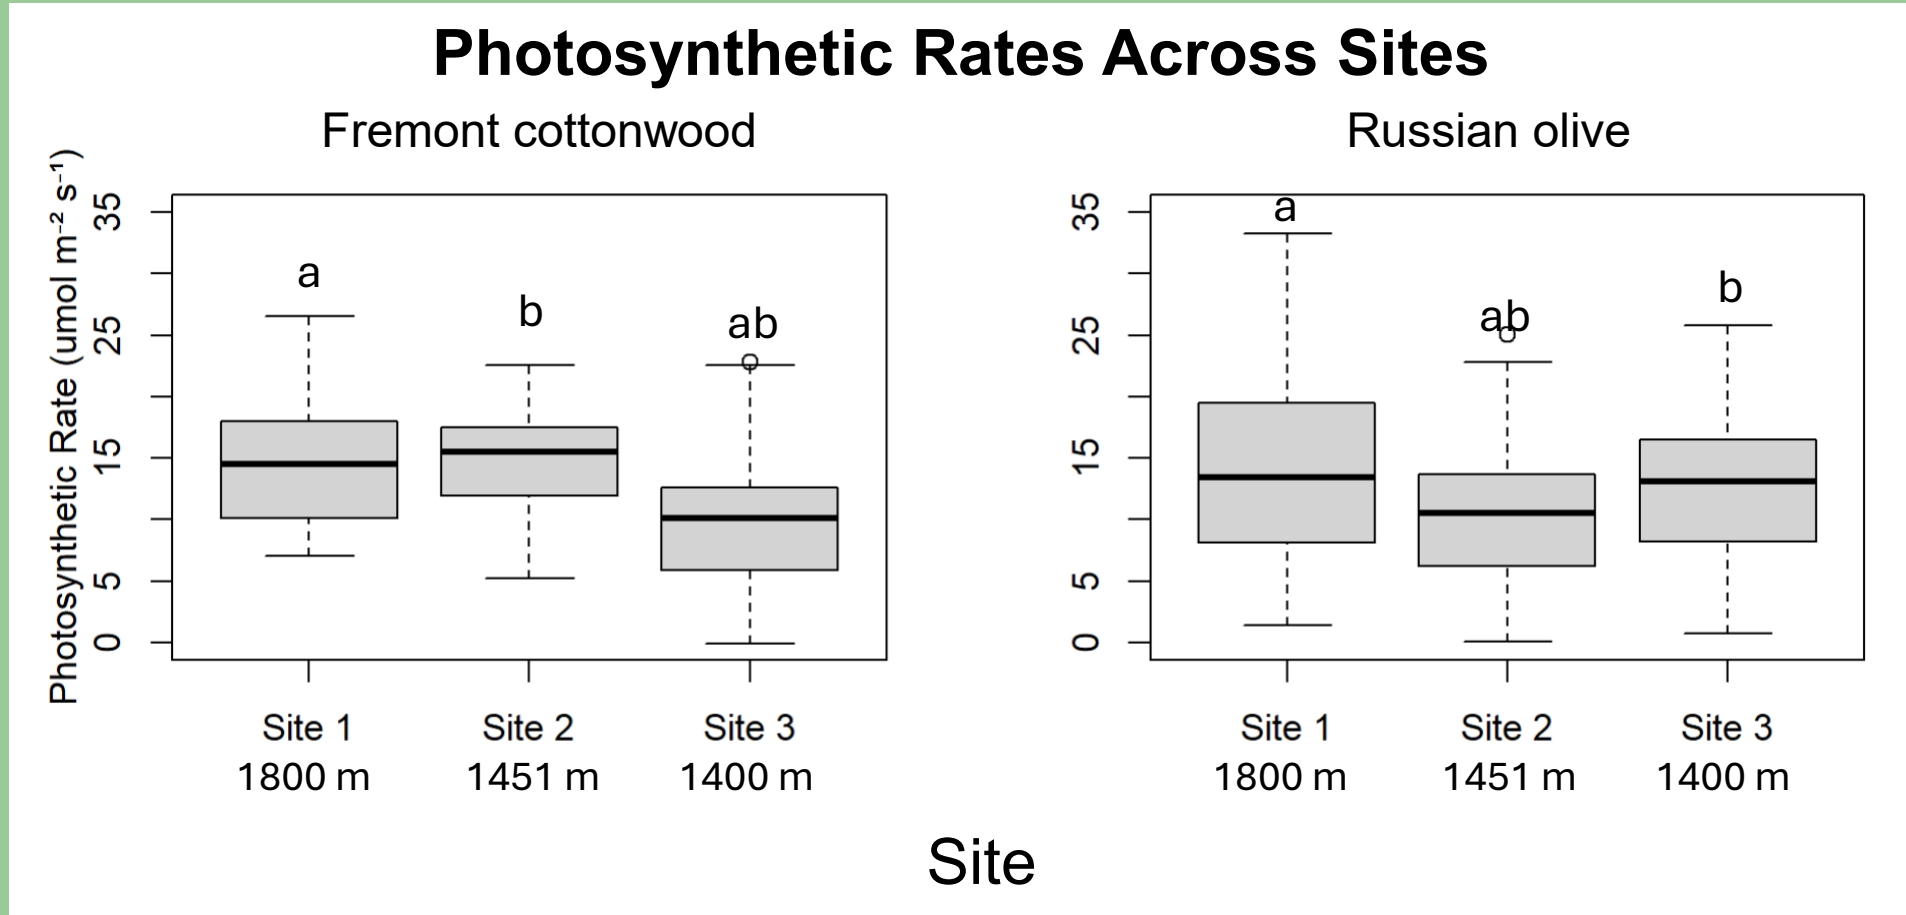 Photosynthetic Rates Across Sites
Fremont cottonwood
Photosynthetic Rate (umol m⁻² s⁻¹)
35
25
15
5
0
a
b
ab
Site 1
Site 2
Site 3
1800 m
1451 m
1400 m
Russian olive
35
25
15
5
0
a
ab
b
Site 1
Site 2
Site 3
1800 m
1451 m
1400 m
Site